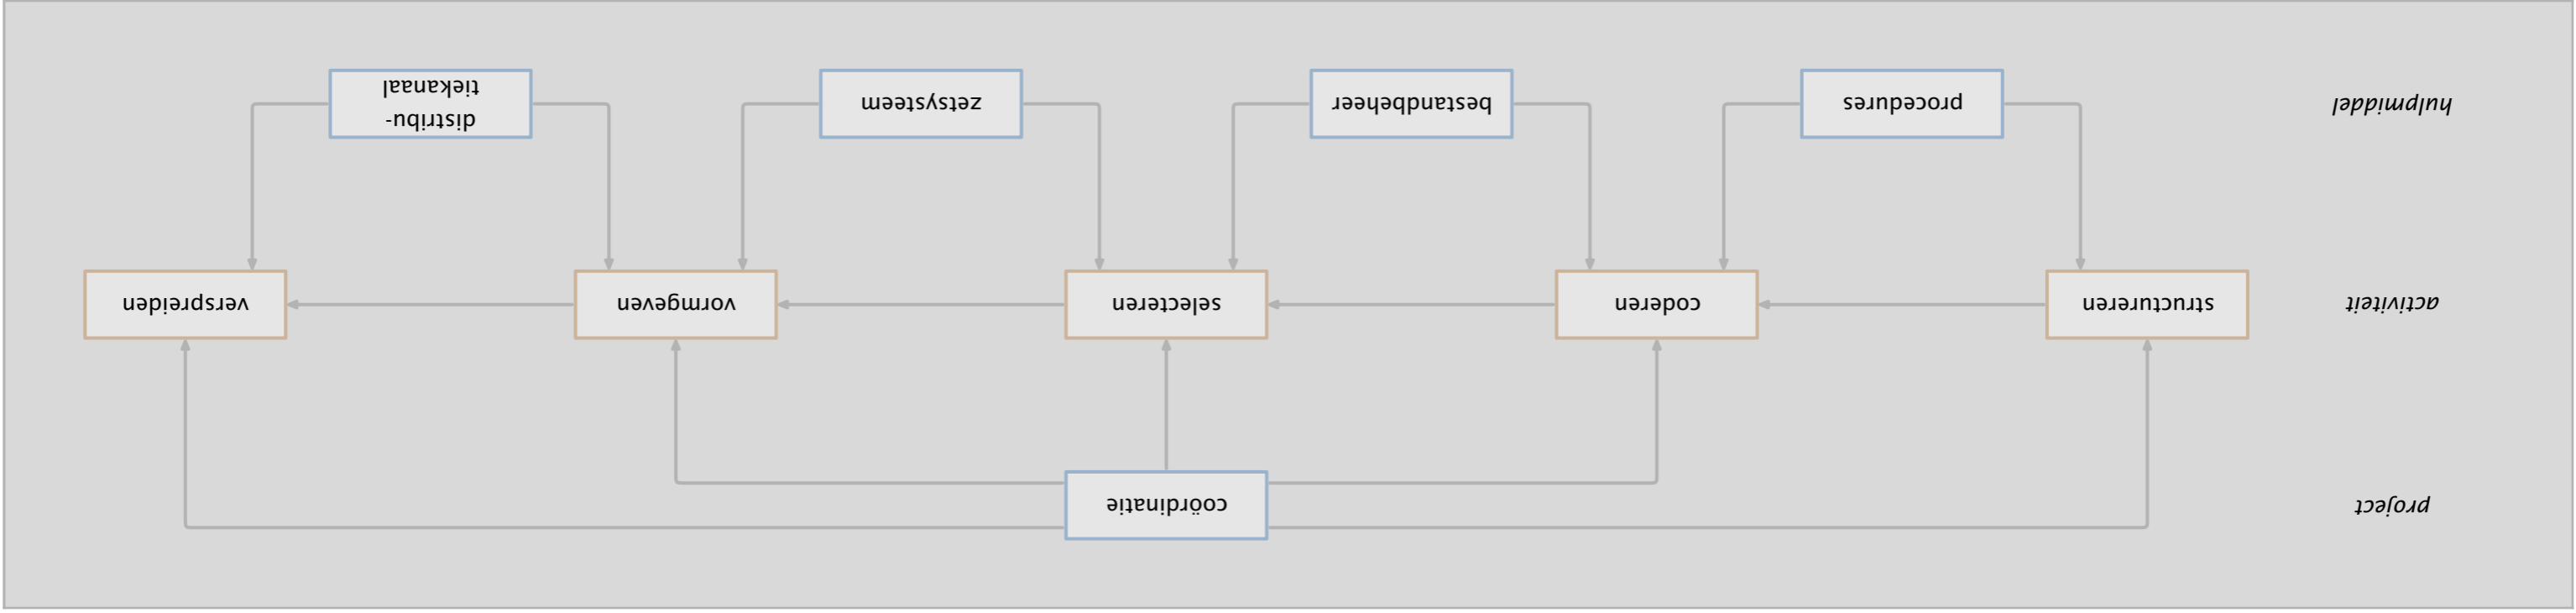 project
coördinatie
activiteit
structureren
coderen
selecteren
vormgeven
verspreiden
hulpmiddel
procedures
bestandbeheer
zetsysteem
distribu-
tiekanaal